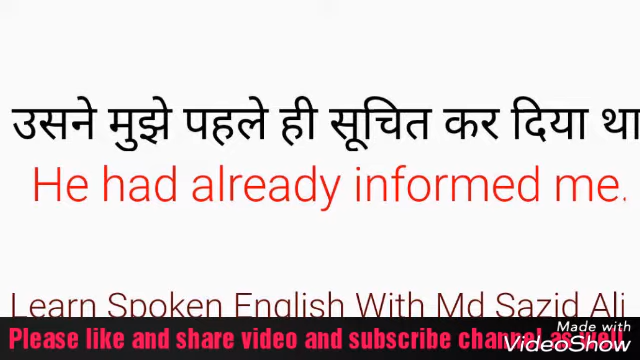 उसने मुझे पहले ही सूचित कर दिया था
He had already informed me.
Learn Spoken English With Md Sazid Ali
Made with
VideoShow
Please like and share video and subscribe channel as